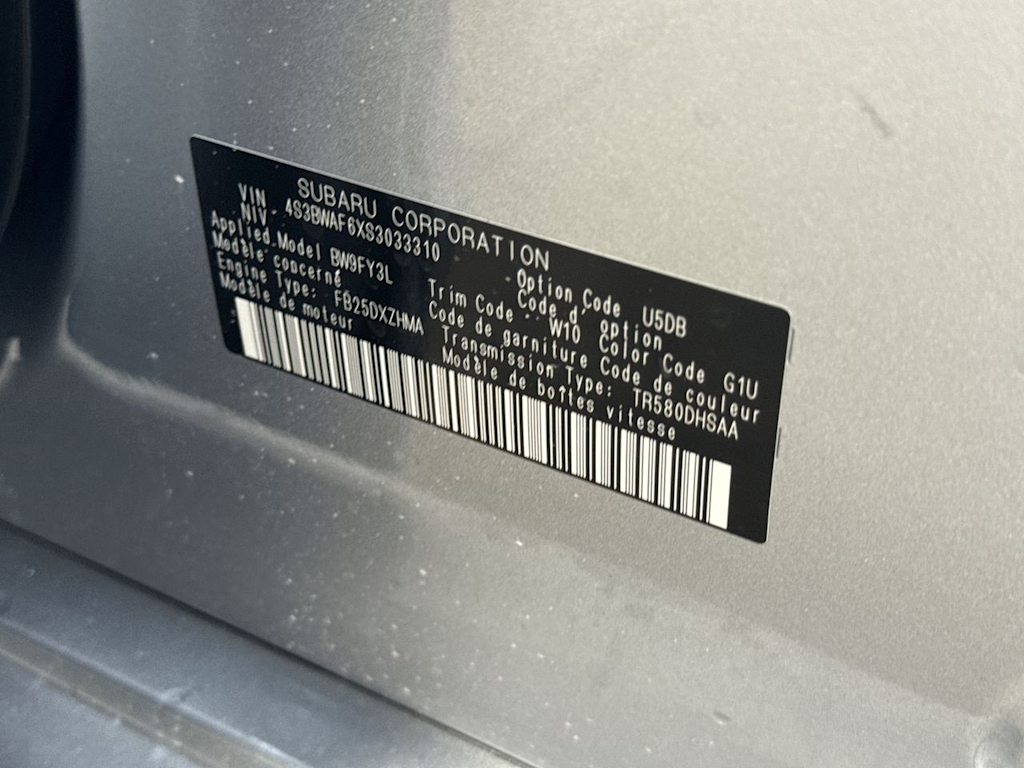 SUBARU CORPORATION
VIN
NIV. 4S3BWAF6XS3033310
Applied Model BW9FY3L Option Code U5DB
Modèle concerné Code d'option
Engine Type: FB25DXZHMA Trim Code W10 Color Code G1U
Modèle de moteur Code de garniture Code de couleur
Transmission Type: TR580DHSAA
Modèle de boîtes vitesse